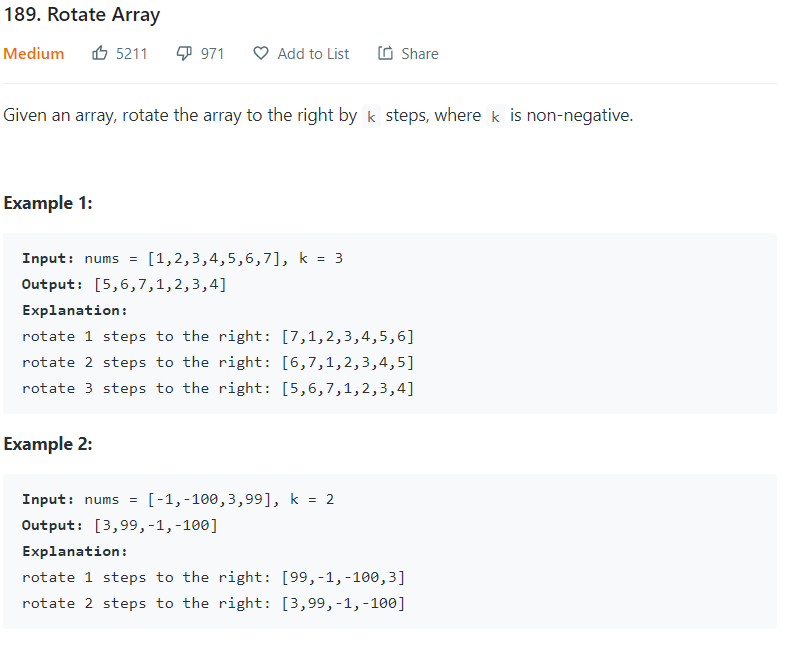 189. Rotate Array
Medium 5211 971 Add to List Share
Given an array, rotate the array to the right by k steps, where k is non-negative.
Example 1:
Input: nums = [1,2,3,4,5,6,7], k = 3
Output: [5,6,7,1,2,3,4]
Explanation:
rotate 1 steps to the right: [7,1,2,3,4,5,6]
rotate 2 steps to the right: [6,7,1,2,3,4,5]
rotate 3 steps to the right: [5,6,7,1,2,3,4]
Example 2:
Input: nums = [-1,-100,3,99], k = 2
Output: [3,99,-1,-100]
Explanation:
rotate 1 steps to the right: [99,-1,-100,3]
rotate 2 steps to the right: [3,99,-1,-100]